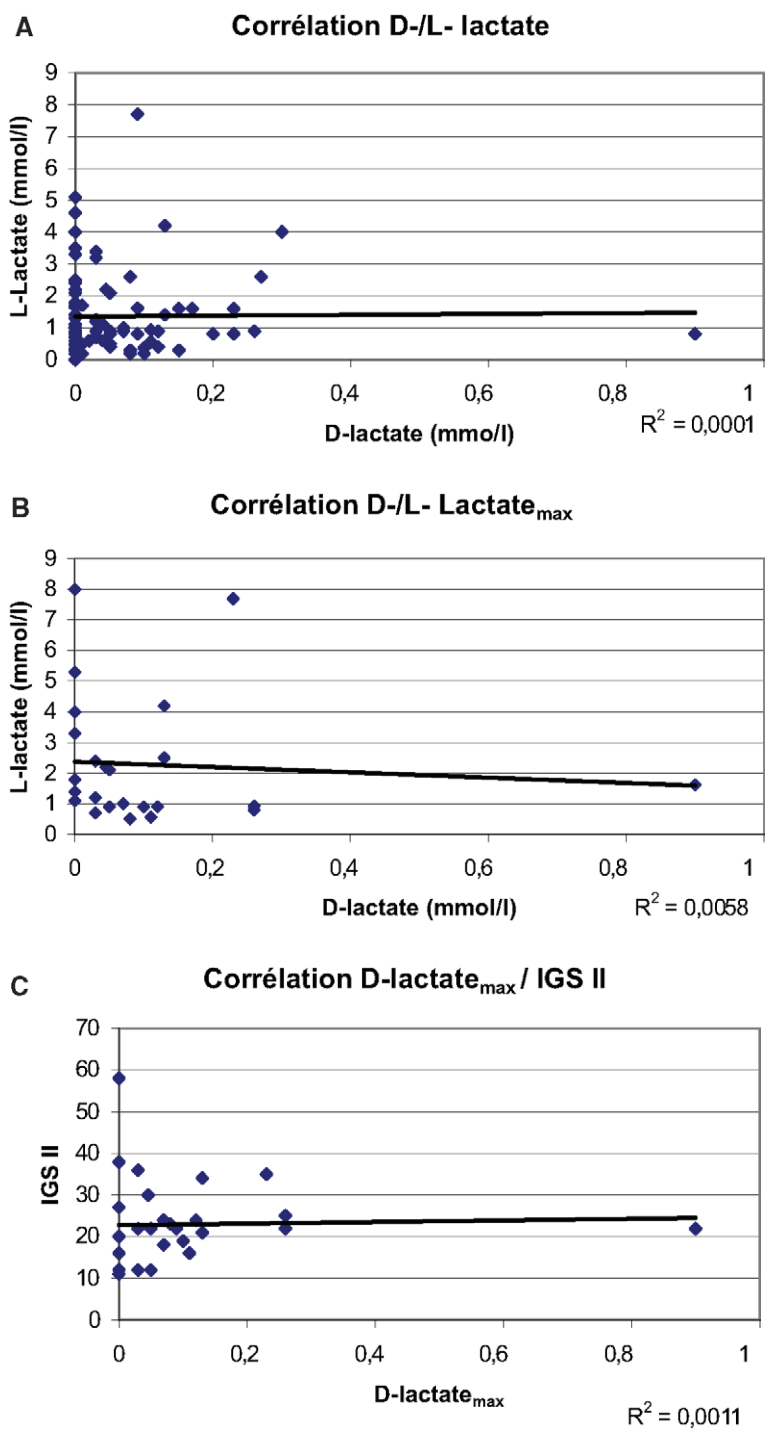 A
Corrélation D-/L- lactate
L-Lactate (mmol/l)
9
8
7
6
5
4
3
2
1
0
0 0,2 0,4 0,6 0,8 1
D-lactate (mmo/l)
R² = 0,0001
B
Corrélation D-/L- Lactatemax
L-lactate (mmol/l)
9
8
7
6
5
4
3
2
1
0
0 0,2 0,4 0,6 0,8 1
D-lactate (mmol/l)
R² = 0,0058
C
Corrélation D-lactatemax / IGS II
IGS II
70
60
50
40
30
20
10
0
0 0,2 0,4 0,6 0,8 1
D-lactatemax
R² = 0,0011